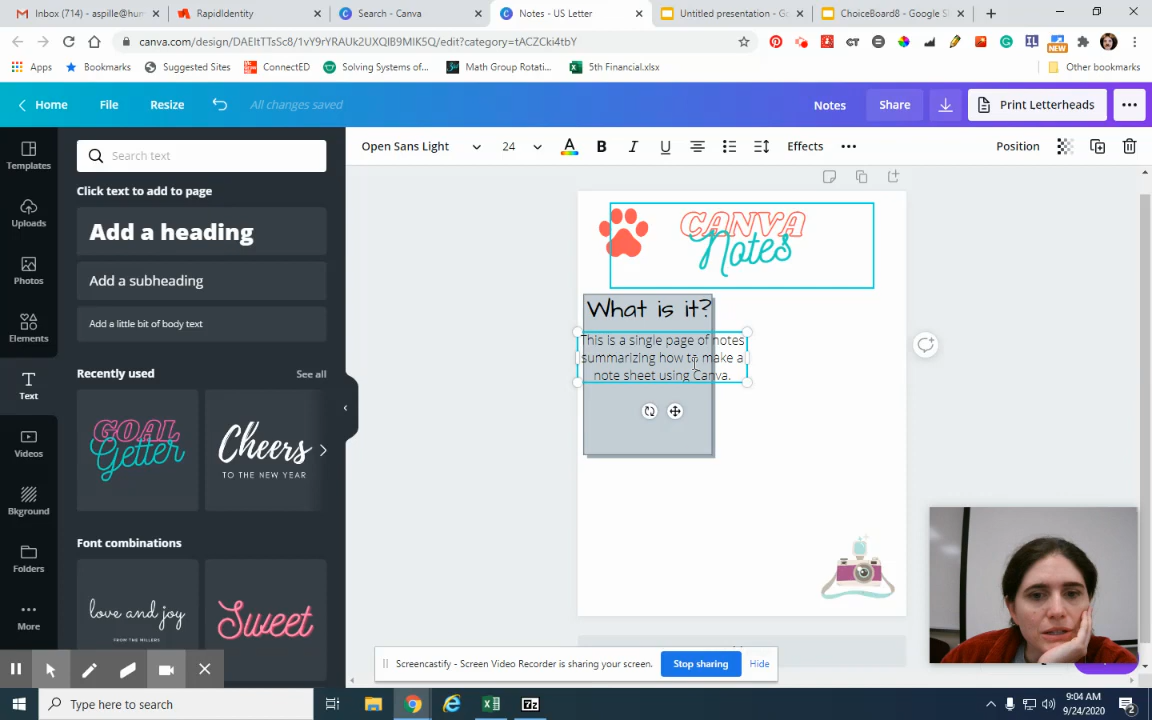 Inbox (714) - aspille@hum
RapidIdentity
Search - Canva
Notes - US Letter
Untitled presentation - G
ChoiceBoard8 - Google Sl
canva.com/design/DAEItTTsSc8/1vY9rYRAUk2UXQIB9MIK5Q/edit?category=tACZCki4tbY
NEW
Apps
Bookmarks
Suggested Sites
ConnectED
Solving Systems of...
Math Group Rotati...
5th Financial.xlsx
Other bookmarks
Home
File
Resize
All changes saved
Notes
Share
Print Letterheads
Templates
Uploads
Photos
Elements
Text
Videos
Bkground
Folders
More
Search text
Click text to add to page
Add a heading
Add a subheading
Add a little bit of body text
Recently used
See all
GOAL
Getter
Cheers
TO THE NEW YEAR
Font combinations
love and joy
FROM THE MILLERS
Sweet
Open Sans Light
24
A
B
I
U
Effects
Position
CANVA
Notes
What is it?
This is a single page of notes
summarizing how to make a
note sheet using Canva.
Screencastify - Screen Video Recorder is sharing your screen.
Stop sharing
Hide
Type here to search
9:04 AM
9/24/2020
2